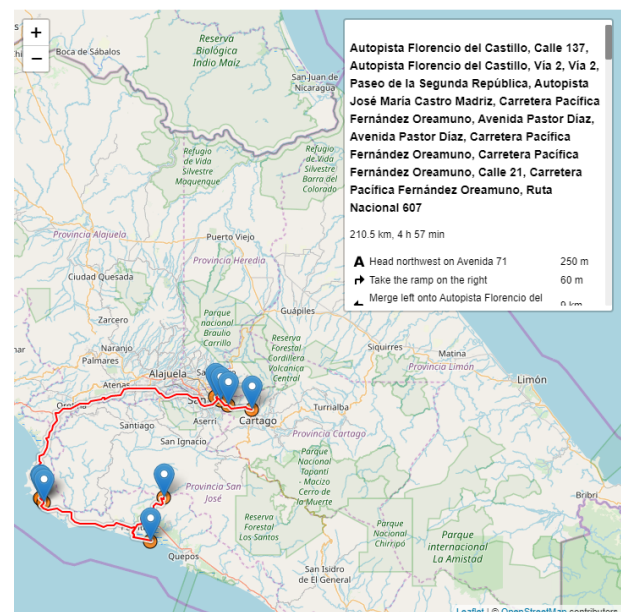 +
−
Boca de Sábalos
Reserva
Biológica
Indio Maíz
San Juan de
Nicaragua
Autopista Florencio del Castillo, Calle 137,
Autopista Florencio del Castillo, Vía 2, Vía 2,
Paseo de la Segunda República, Autopista
José María Castro Madriz, Carretera Pacífica
Fernández Oreamuno, Avenida Pastor Díaz,
Avenida Pastor Díaz, Carretera Pacífica
Fernández Oreamuno, Carretera Pacífica
Fernández Oreamuno, Calle 21, Carretera
Pacífica Fernández Oreamuno, Ruta
Nacional 607
210.5 km, 4 h 57 min
A Head northwest on Avenida 71 250 m
Take the ramp on the right 60 m
Merge left onto Autopista Florencio del 9 km
Refugio
de Vida
Silvestre
Maquenque
Refugio
de Vida
Silvestre
Barra del
Colorado
Provincia Alajuela
Puerto Viejo
Provincia Heredia
Ciudad Quesada
Parque
nacional
Braulio
Carrillo
Guápiles
Zarcero
Reserva
Forestal
Cordillera
Volcánica
Central
Siquirres
Matina
Provincia Limón
Naranjo
Palmares
Limón
Atenas
Alajuela
Turrialba
Santiago
Aserrí
Cartago
San Ignacio
Provincia Cartago
Parque
Nacional
Tapantí
- Macizo
Cerro de
la Muerte
Provincia San
José
Bribri
Reserva
Forestal
Los Santos
Parque
Nacional
Chirripó
Parque
internacional
La Amistad
Quepos
San Isidro
de El General
Leaflet | © OpenStreetMap contributors